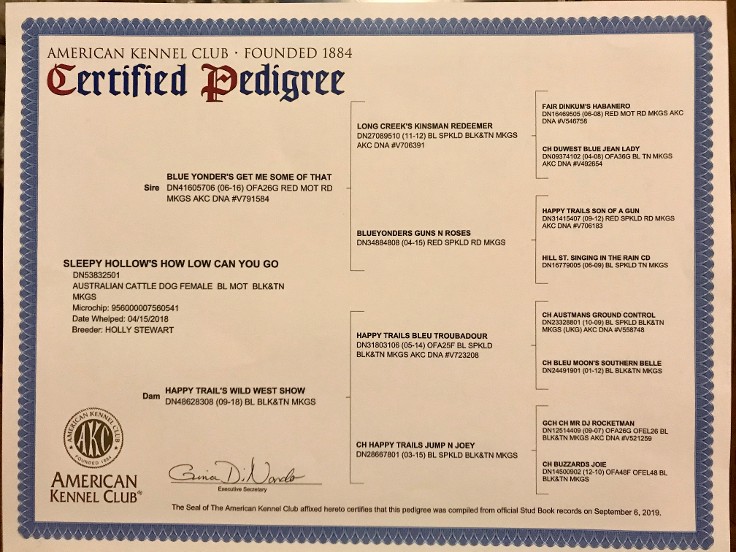 AMERICAN KENNEL CLUB · FOUNDED 1884
Certified Pedigree
FAIR DINKUM'S HABANERO
DN16469505 (06-08) RED MOT RD MKGS AKC
DNA #V546756
LONG CREEK'S KINSMAN REDEEMER
DN27089510 (11-12) BL SPKLD BLK&TN MKGS
AKC DNA #V706391
CH DUWEST BLUE JEAN LADY
DN09374102 (04-08) OFA36G BL TN MKGS
AKC DNA #V492654
Sire
BLUE YONDER'S GET ME SOME OF THAT
DN41605706 (06-16) OFA26G RED MOT RD
MKGS AKC DNA #V791584
HAPPY TRAILS SON OF A GUN
DN31415407 (09-12) BL SPKLD RD MKGS
AKC DNA #V706183
BLUEYONDERS GUNS N ROSES
DN34884808 (04-15) RED SPKLD RD MKGS
HILL ST. SINGING IN THE RAIN CD
DN16779005 (06-09) BL SPKLD TN MKGS
SLEEPY HOLLOW'S HOW LOW CAN YOU GO
DN53832501
AUSTRALIAN CATTLE DOG FEMALE BL MOT BLK&TN
MKGS
Microchip: 956000007560541
Date Whelped: 04/15/2018
Breeder: HOLLY STEWART
CH AUSTMANS GROUND CONTROL
DN23328801 (10-09) BL SPKLD BLK&TN
MKGS (UKG) AKC DNA #V558748
HAPPY TRAILS BLEU TROUBADOUR
DN31803106 (05-14) OFA25F BL SPKLD
BLK&TN MKGS AKC DNA #V723208
CH BLEU MOON'S SOUTHERN BELLE
DN24491901 (01-12) BL BLK&TN MKGS
Dam
HAPPY TRAIL'S WILD WEST SHOW
DN48628308 (09-18) BL BLK&TN MKGS
GCH CH MR DJ ROCKETMAN
DN12514409 (09-07) OFA26G OFEL26 BL
BLK&TN MKGS AKC DNA #V521259
CH HAPPY TRAILS JUMP N JOEY
DN28667801 (03-15) BL SPKLD BLK&TN MKGS
CH BUZZARDS JOIE
DN14600902 (12-10) OFA48F OFEL48 BL
BLK&TN MKGS
AMERICAN KENNEL CLUB
AKC
FOUNDED 1884
AMERICAN
KENNEL CLUB®
Gina DiNardo
Executive Secretary
The Seal of The American Kennel Club affixed hereto certifies that this pedigree was compiled from official Stud Book records on September 6, 2019.